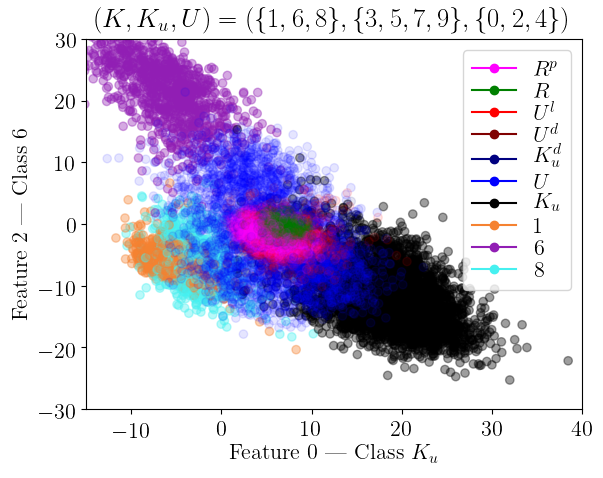 (K, K_u, U) = ({1, 6, 8}, {3, 5, 7, 9}, {0, 2, 4})
30
20
10
0
−10
−20
−30
Feature 2 — Class 6
R^p
R
U^l
U^d
K_u^d
U
K_u
1
6
8
−10
0
10
20
30
40
Feature 0 — Class K_u